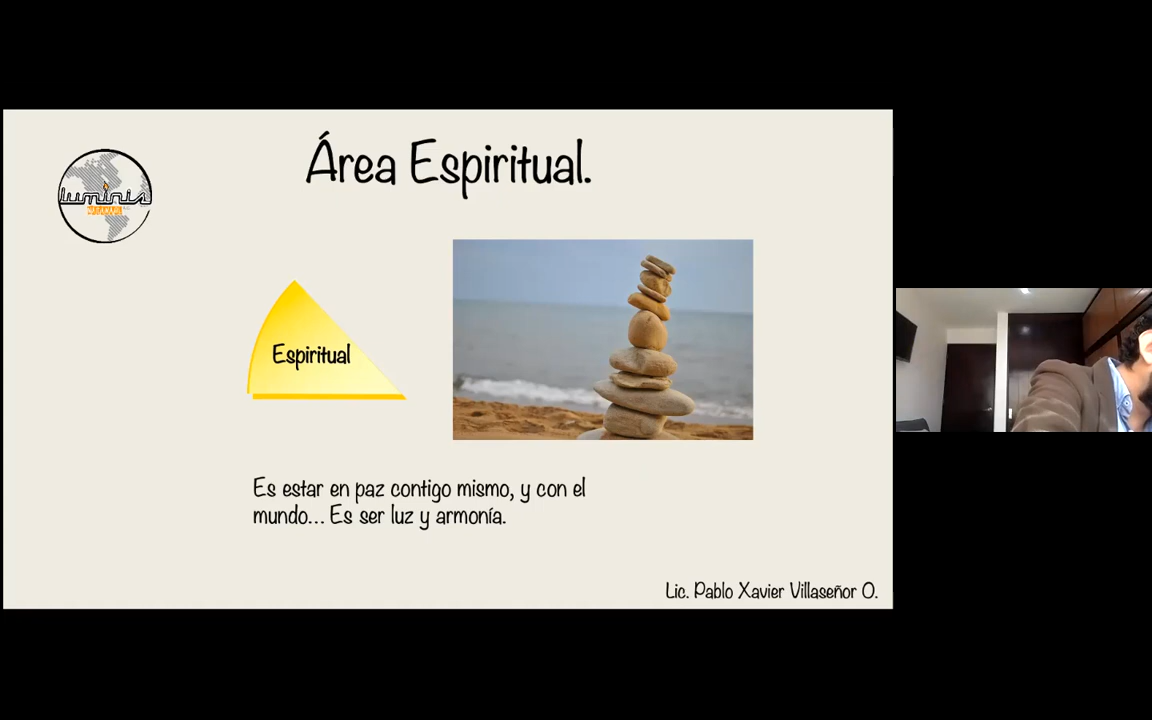 Área Espiritual.
luminis
Espiritual
Es estar en paz contigo mismo, y con el
mundo... Es ser luz y armonía.
Lic. Pablo Xavier Villaseñor O.